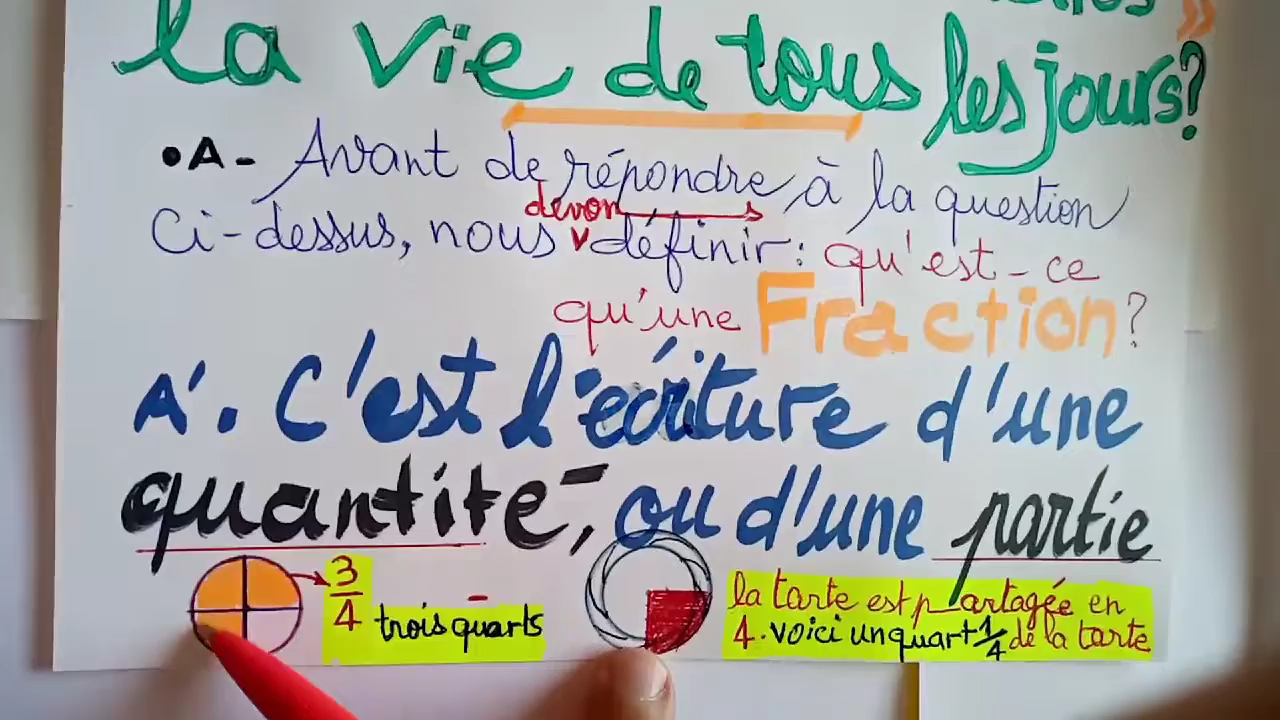 la vie de tous les jours?
•A- Avant de répondre à la question
devons
Ci-dessus, nous v définir: qu'est-ce
qu'une Fraction?
A'. C'est l'écriture d'une
quantité, ou d'une partie
3/4 trois quarts
la tarte est partagée en
4. voici un quart 1/4 de la tarte